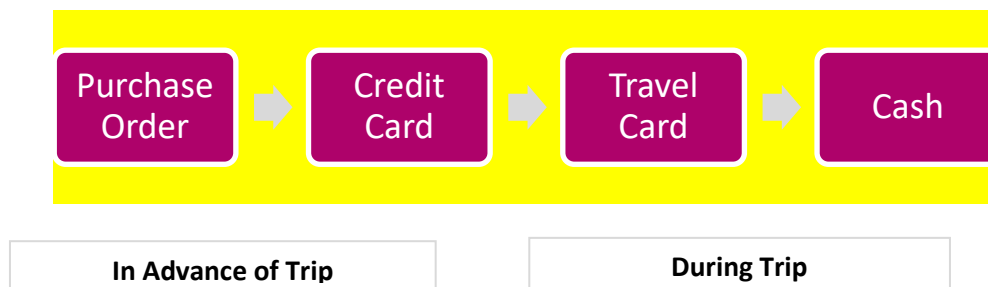 Purchase
Order
Credit
Card
Travel
Card
Cash
In Advance of Trip
During Trip